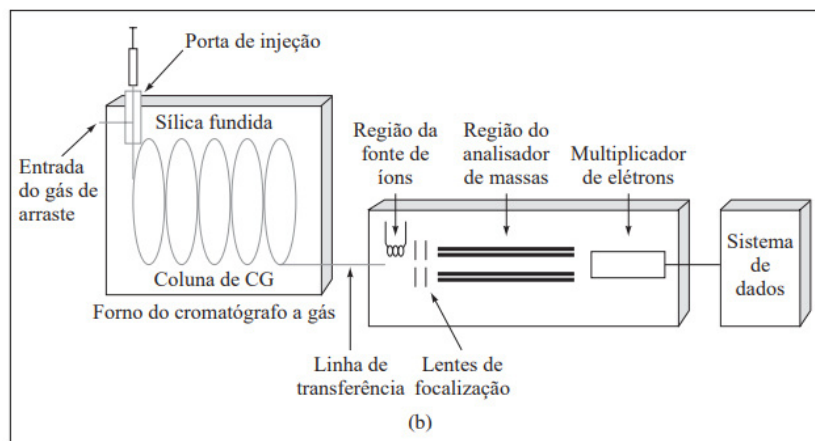 Porta de injeção
Sílica fundida
Entrada
do gás de
arraste
Coluna de CG
Forno do cromatógrafo a gás
Região da
fonte de
íons
Região do
analisador
de massas
Multiplicador
de elétrons
Sistema
de
dados
Linha de
transferência
Lentes de
focalização
(b)